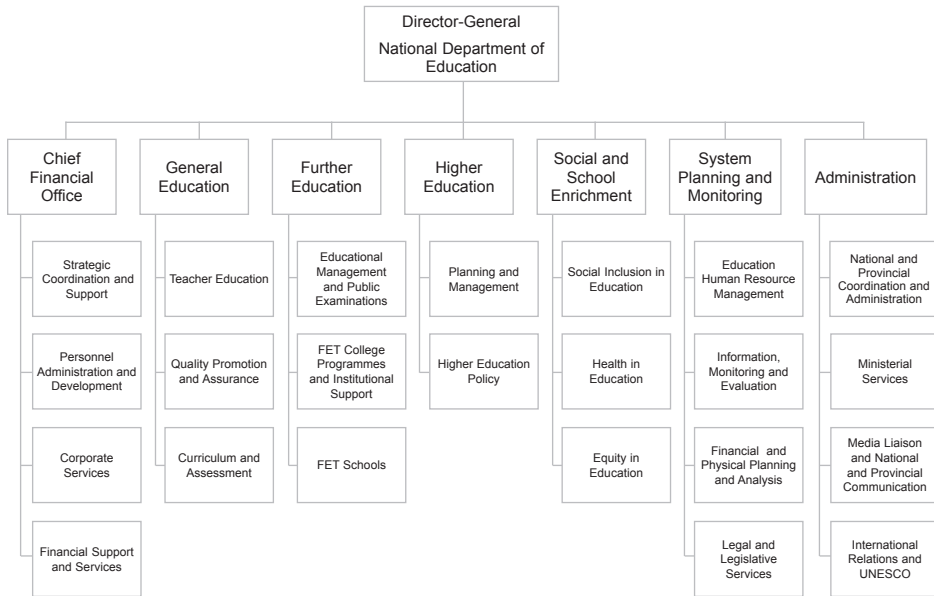 Director-General
National Department of
Education
Chief
Financial
Office
General
Education
Further
Education
Higher
Education
Social and
School
Enrichment
System
Planning and
Monitoring
Administration
Strategic
Coordination and
Support
Teacher Education
Educational
Management
and Public
Examinations
Planning and
Management
Social Inclusion in
Education
Education
Human Resource
Management
National and
Provincial
Coordination and
Administration
Personnel
Administration and
Development
Quality Promotion
and Assurance
FET College
Programmes
and Institutional
Support
Higher Education
Policy
Health in
Education
Information,
Monitoring and
Evaluation
Ministerial
Services
Corporate
Services
Curriculum and
Assessment
FET Schools
Equity in
Education
Financial and
Physical Planning
and Analysis
Media Liaison
and National
and Provincial
Communication
Financial Support
and Services
Legal and
Legislative
Services
International
Relations and
UNESCO